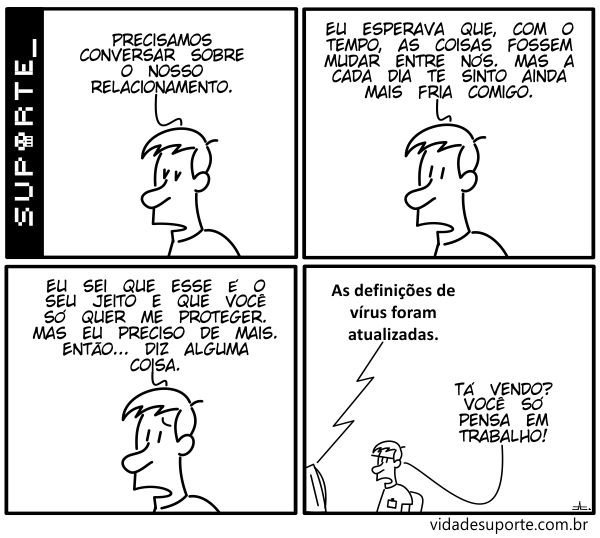 SUPORTE_
PRECISAMOS
CONVERSAR SOBRE
O NOSSO
RELACIONAMENTO.
EU ESPERAVA QUE, COM O
TEMPO, AS COISAS FOSSEM
MUDAR ENTRE NÓS. MAS A
CADA DIA TE SINTO AINDA
MAIS FRIA COMIGO.
EU SEI QUE ESSE É O
SEU JEITO E QUE VOCÊ
SÓ QUER ME PROTEGER.
MAS EU PRECISO DE MAIS.
ENTÃO... DIZ ALGUMA
COISA.
As definições de
vírus foram
atualizadas.
TÁ VENDO?
VOCÊ SÓ
PENSA EM
TRABALHO!
vidadesuporte.com.br